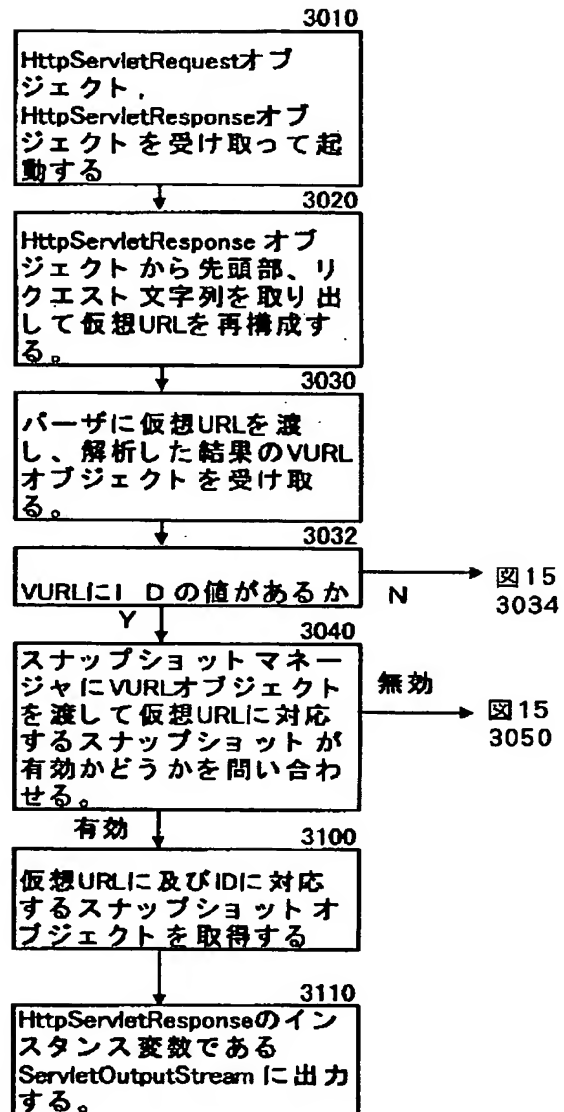 3010
HttpServletRequestオブ
ジェクト,
HttpServletResponseオブ
ジェクトを受け取って起
動する
3020
HttpServletResponse オブ
ジェクトから先頭部、リ
クエスト文字列を取り出
して仮想URLを再構成す
る。
3030
パーザに仮想URLを渡
し、解析した結果のVURL
オブジェクトを受け取
る。
3032
VURLにI Dの値があるか
N
図15
3034
Y
3040
スナップショットマネー
ジャにVURLオブジェクト
を渡して仮想URLに対応
するスナップショットが
有効かどうかを問い合わ
せる。
無効
図15
3050
有効
3100
仮想URLに及びIDに対応
するスナップショットオ
ブジェクトを取得する
3110
HttpServletResponseのイン
スタンス変数である
ServletOutputStream に出力
する。